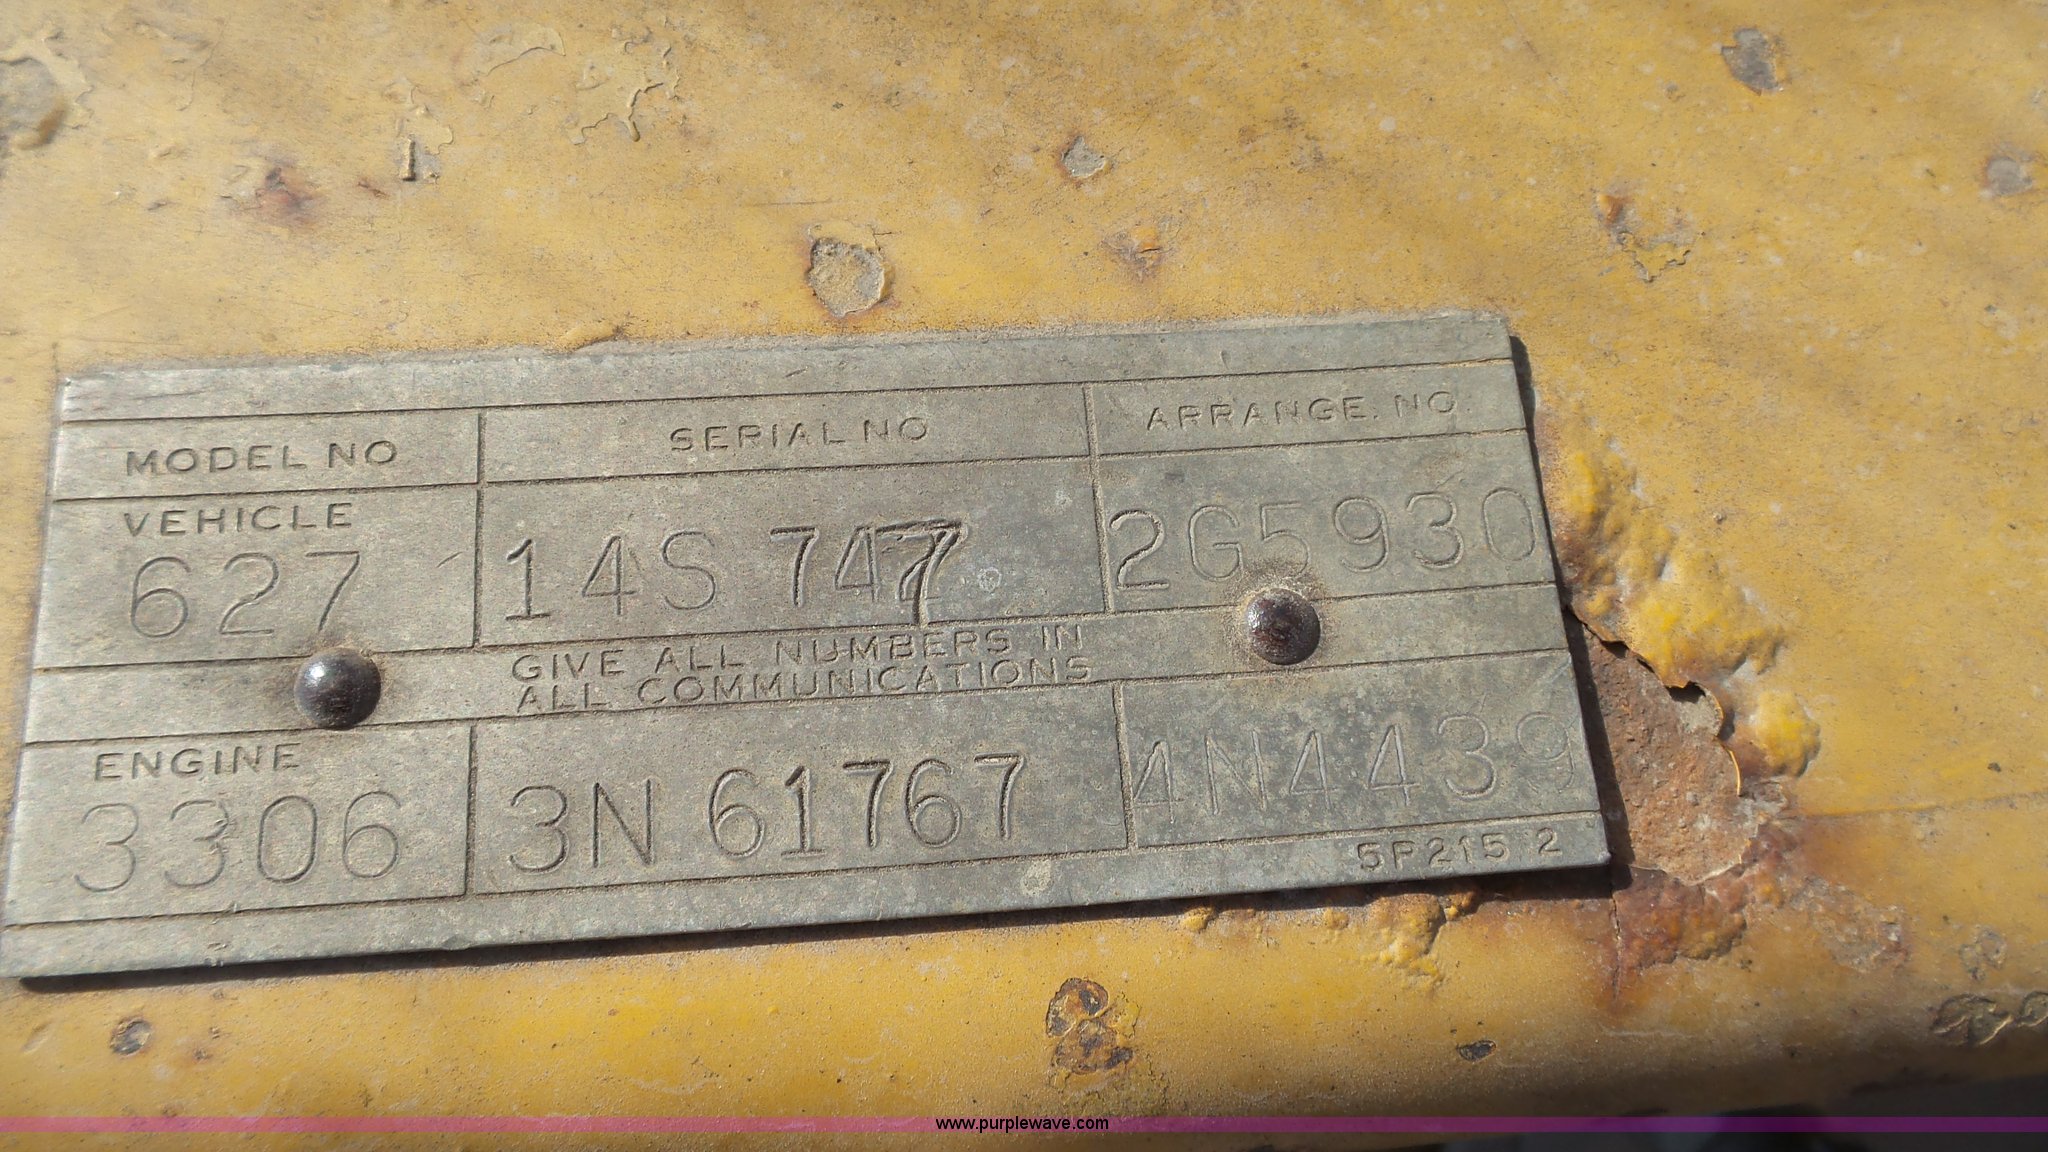 MODEL NO SERIAL NO ARRANGE. NO.
VEHICLE
627 14S 747 2G5930
GIVE ALL NUMBERS IN
ALL COMMUNICATIONS
ENGINE
3306 3N 61767 4N4439
5P215 2
www.purplewave.com